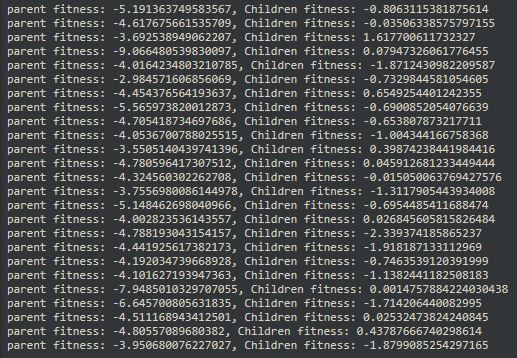 parent fitness: -5.191363749583567, Children fitness: -0.8063115381875614
parent fitness: -4.617675661535709, Children fitness: -0.03506338575797155
parent fitness: -3.692538949062207, Children fitness: 1.617700611732327
parent fitness: -9.066480539830097, Children fitness: 0.07947326061776455
parent fitness: -4.0164234803210785, Children fitness: -1.8712430982209587
parent fitness: -2.984571606856069, Children fitness: -0.7329844581054605
parent fitness: -4.454376564193637, Children fitness: 0.6549254401242355
parent fitness: -5.565973820012873, Children fitness: -0.6900852054076639
parent fitness: -4.705418734697686, Children fitness: -0.653807873217711
parent fitness: -4.0536700788025515, Children fitness: -1.004344166758368
parent fitness: -3.5505140439741396, Children fitness: 0.39874238441984416
parent fitness: -4.780596417307512, Children fitness: 0.045912681233449444
parent fitness: -4.324560302262708, Children fitness: -0.015050063769427576
parent fitness: -3.7556980086144978, Children fitness: -1.3117905443934008
parent fitness: -5.148462698040966, Children fitness: -0.6954485411688474
parent fitness: -4.002823536143557, Children fitness: 0.026845605815826484
parent fitness: -4.788193043154157, Children fitness: -2.339374185865237
parent fitness: -4.441925617382173, Children fitness: -1.918187133112969
parent fitness: -4.192034739668928, Children fitness: -0.7463539120391999
parent fitness: -4.101627193947363, Children fitness: -1.1382441182508183
parent fitness: -7.9485010329707055, Children fitness: 0.0014757884224030438
parent fitness: -6.645700805631835, Children fitness: -1.714206440082995
parent fitness: -4.511168943412501, Children fitness: 0.02532473824240845
parent fitness: -4.80557089680382, Children fitness: 0.43787666740298614
parent fitness: -3.950680076227027, Children fitness: -1.8799085254297165